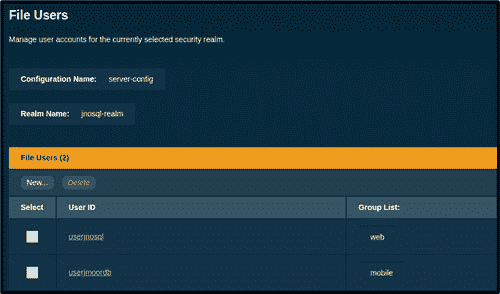 File Users
Manage user accounts for the currently selected security realm.
Configuration Name: server-config
Realm Name: jnosql-realm
File Users (2)
New... Delete
Select User ID Group List:
userjnosql web
userjmoordb mobile